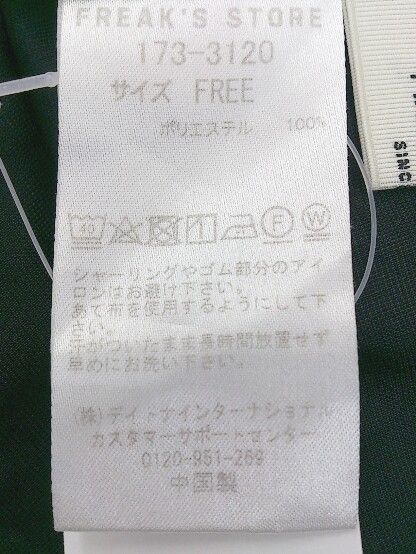 FREAK'S STORE
173-3120
サイズ FREE
ポリエステル 100%
40 P W
シャーリングやゴム部分のアイ
ロンはお避け下さい。
あて布を使用するようにして下
さい。
汗がついたまま長時間放置せず
早めにお洗い下さい。
(株)デイトナインターナショナル
カスタマーサポートセンター
0120-951-269
中国製